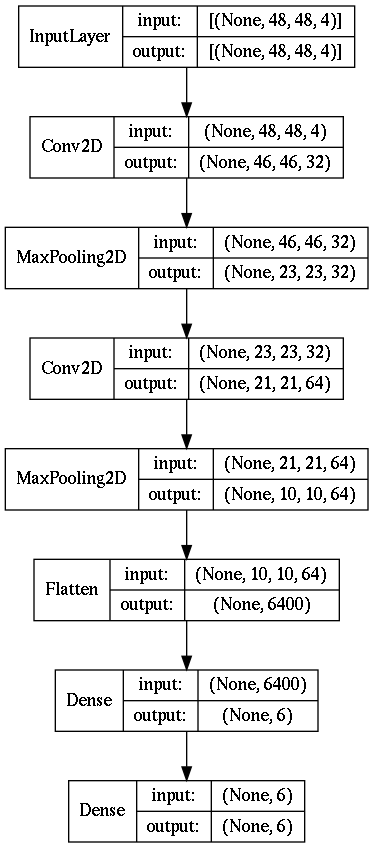 InputLayer
input: [(None, 48, 48, 4)]
output: [(None, 48, 48, 4)]
Conv2D
input: (None, 48, 48, 4)
output: (None, 46, 46, 32)
MaxPooling2D
input: (None, 46, 46, 32)
output: (None, 23, 23, 32)
Conv2D
input: (None, 23, 23, 32)
output: (None, 21, 21, 64)
MaxPooling2D
input: (None, 21, 21, 64)
output: (None, 10, 10, 64)
Flatten
input: (None, 10, 10, 64)
output: (None, 6400)
Dense
input: (None, 6400)
output: (None, 6)
Dense
input: (None, 6)
output: (None, 6)